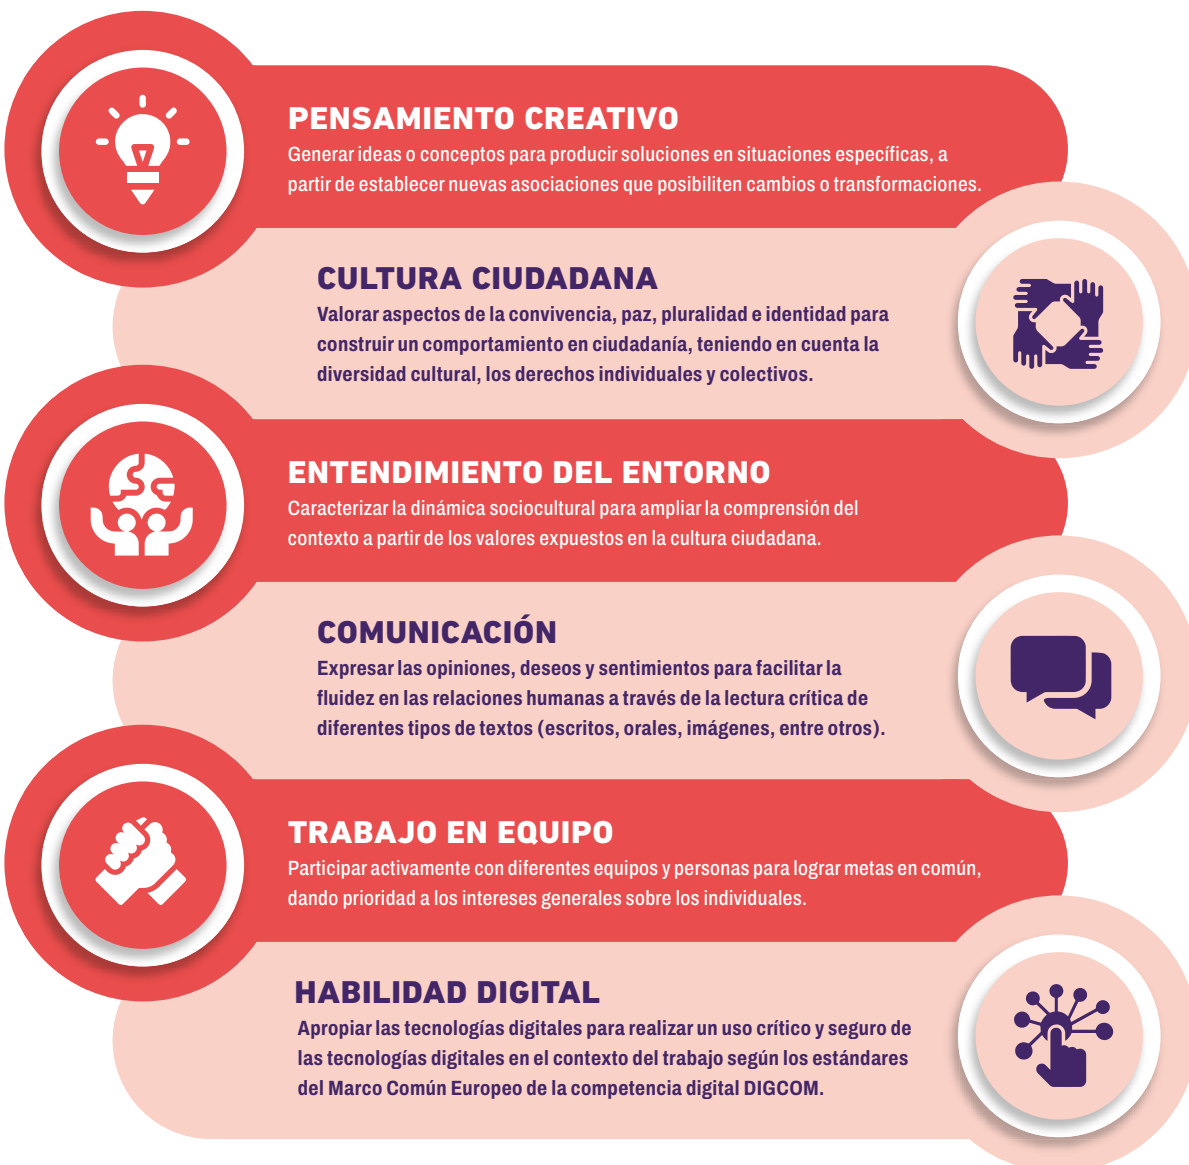 PENSAMIENTO CREATIVO
Generar ideas o conceptos para producir soluciones en situaciones específicas, a
partir de establecer nuevas asociaciones que posibiliten cambios o transformaciones.
CULTURA CIUDADANA
Valorar aspectos de la convivencia, paz, pluralidad e identidad para
construir un comportamiento en ciudadanía, teniendo en cuenta la
diversidad cultural, los derechos individuales y colectivos.
ENTENDIMIENTO DEL ENTORNO
Caracterizar la dinámica sociocultural para ampliar la comprensión del
contexto a partir de los valores expuestos en la cultura ciudadana.
COMUNICACIÓN
Expresar las opiniones, deseos y sentimientos para facilitar la
fluidez en las relaciones humanas a través de la lectura crítica de
diferentes tipos de textos (escritos, orales, imágenes, entre otros).
TRABAJO EN EQUIPO
Participar activamente con diferentes equipos y personas para lograr metas en común,
dando prioridad a los intereses generales sobre los individuales.
HABILIDAD DIGITAL
Apropiar las tecnologías digitales para realizar un uso crítico y seguro de
las tecnologías digitales en el contexto del trabajo según los estándares
del Marco Común Europeo de la competencia digital DIGCOM.